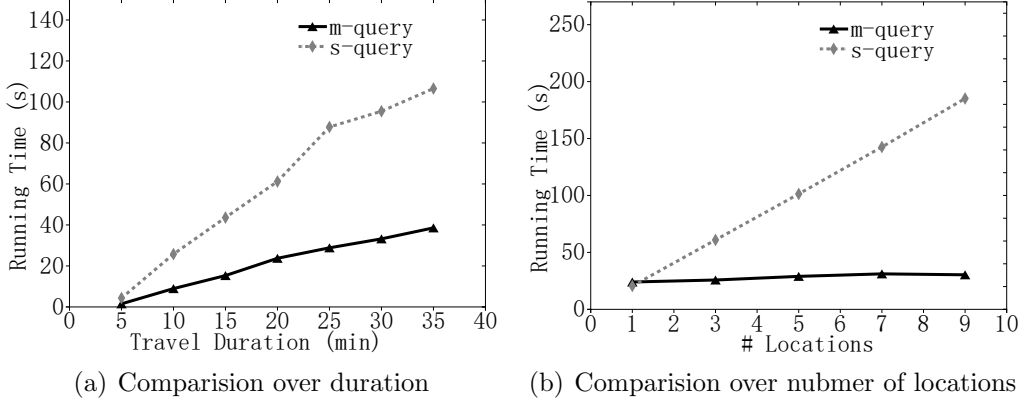 140
120
100
80
60
40
20
0
Running Time (s)
m-query
s-query
0 5 10 15 20 25 30 35 40
Travel Duration (min)
(a) Comparision over duration
250
200
150
100
50
0
Running Time (s)
m-query
s-query
0 1 2 3 4 5 6 7 8 9 10
# Locations
(b) Comparision over nubmer of locations